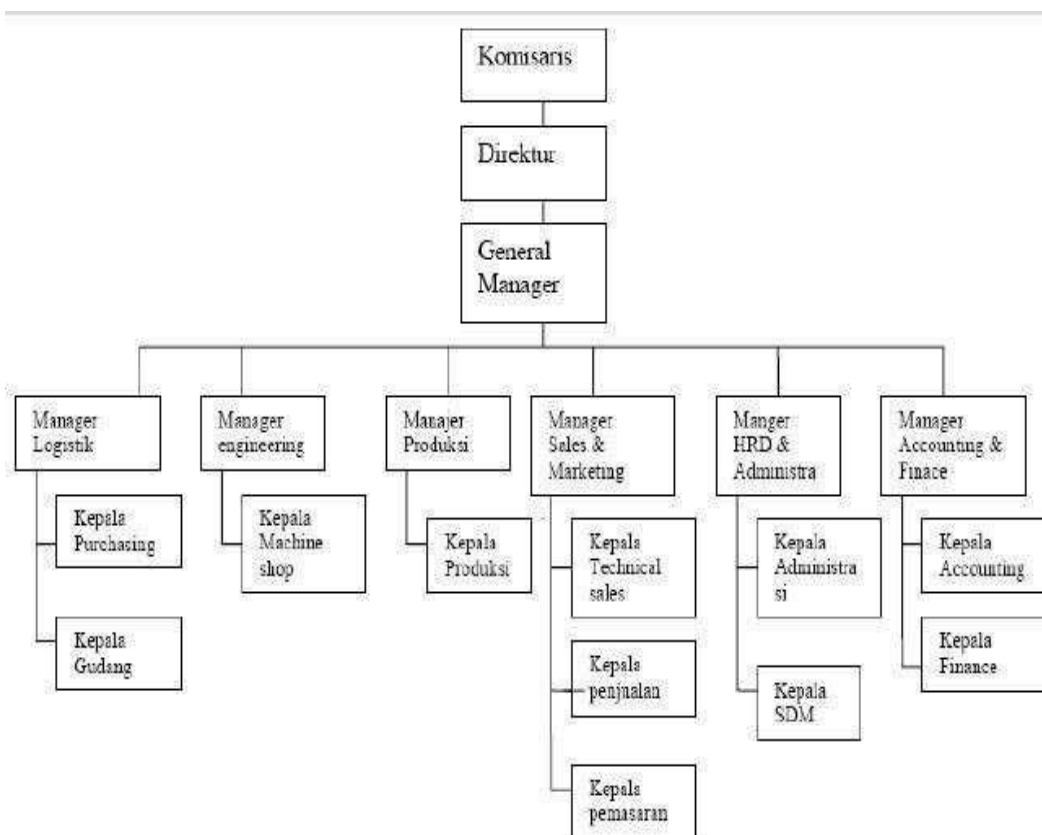 Komisaris
Direktur
General
Manager
Manager
Logistik
Manager
engineering
Manajer
Produksi
Manager
Sales &
Marketing
Manger
HRD &
Administra
Manager
Accounting &
Finace
Kepala
Purchasing
Kepala
Gudang
Kepala
Machine
shop
Kepala
Produksi
Kepala
Technical
sales
Kepala
penjualan
Kepala
pemasaran
Kepala
Administra
si
Kepala
SDM
Kepala
Accounting
Kepala
Finance